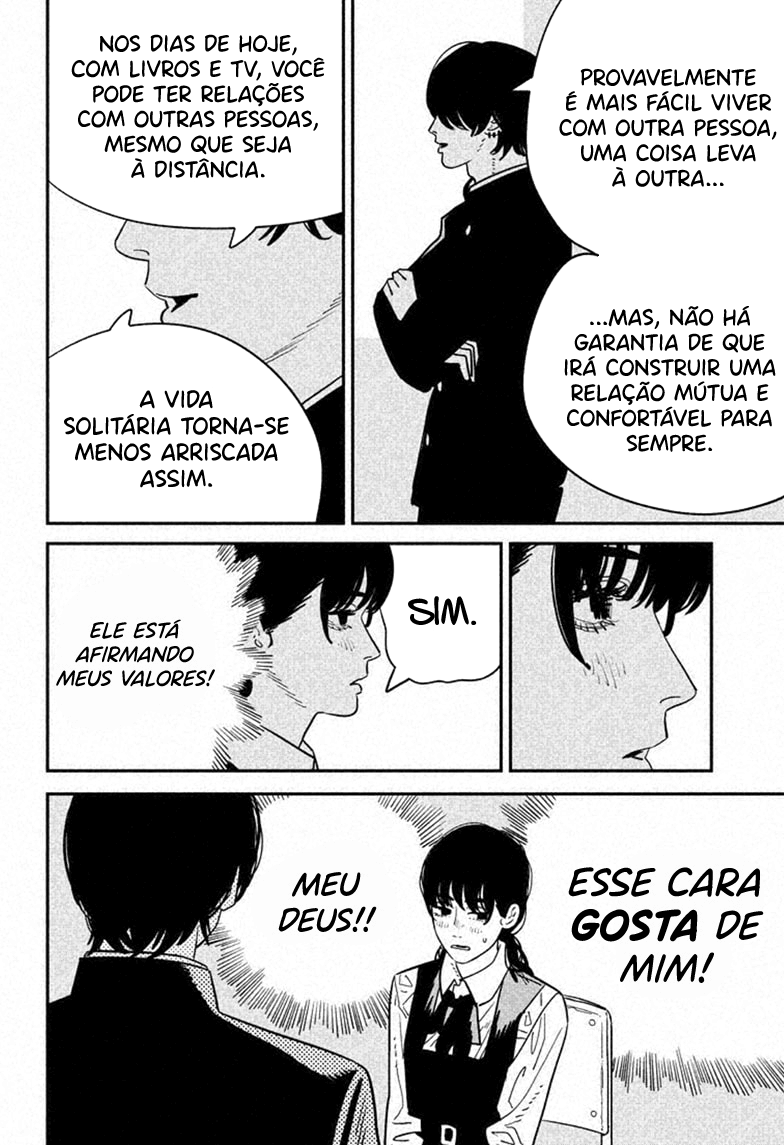 PROVAVELMENTE
É MAIS FÁCIL VIVER
COM OUTRA PESSOA,
UMA COISA LEVA
À OUTRA...
...MAS, NÃO HÁ
GARANTIA DE QUE
IRÁ CONSTRUIR UMA
RELAÇÃO MÚTUA E
CONFORTÁVEL PARA
SEMPRE.
NOS DIAS DE HOJE,
COM LIVROS E TV, VOCÊ
PODE TER RELAÇÕES
COM OUTRAS PESSOAS,
MESMO QUE SEJA
À DISTÂNCIA.
A VIDA
SOLITÁRIA TORNA-SE
MENOS ARRISCADA
ASSIM.
SIM.
ELE ESTÁ
AFIRMANDO
MEUS VALORES!
ESSE CARA
GOSTA DE
MIM!
MEU
DEUS!!